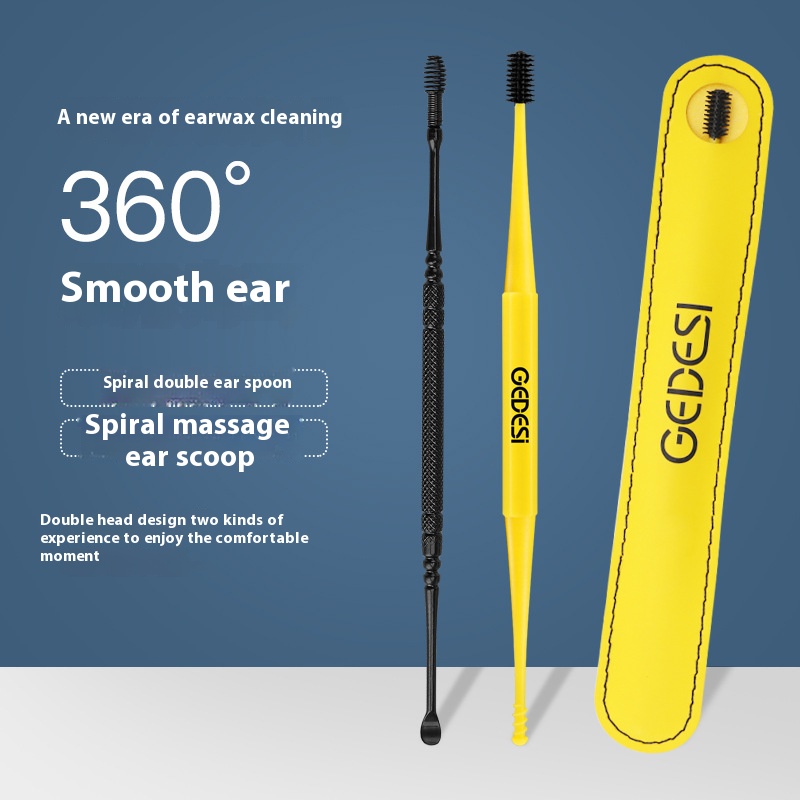 A new era of earwax cleaning
360°
Smooth ear
Spiral double ear spoon
Spiral massage
ear scoop
Double head design two kinds of
experience to enjoy the comfortable
moment
GEDESI
GEDESI